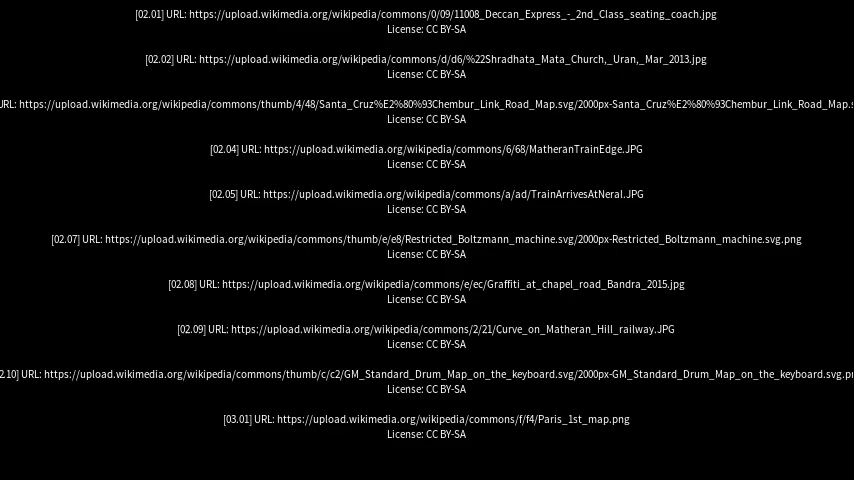 [02.01] URL: https://upload.wikimedia.org/wikipedia/commons/0/09/11008_Deccan_Express_-_2nd_Class_seating_coach.jpg
License: CC BY-SA
[02.02] URL: https://upload.wikimedia.org/wikipedia/commons/d/d6/%22Shradhata_Mata_Church,_Uran,_Mar_2013.jpg
License: CC BY-SA
URL: https://upload.wikimedia.org/wikipedia/commons/thumb/4/48/Santa_Cruz%E2%80%93Chembur_Link_Road_Map.svg/2000px-Santa_Cruz%E2%80%93Chembur_Link_Road_Map.s
License: CC BY-SA
[02.04] URL: https://upload.wikimedia.org/wikipedia/commons/6/68/MatheranTrainEdge.JPG
License: CC BY-SA
[02.05] URL: https://upload.wikimedia.org/wikipedia/commons/a/ad/TrainArrivesAtNeral.JPG
License: CC BY-SA
[02.07] URL: https://upload.wikimedia.org/wikipedia/commons/thumb/e/e8/Restricted_Boltzmann_machine.svg/2000px-Restricted_Boltzmann_machine.svg.png
License: CC BY-SA
[02.08] URL: https://upload.wikimedia.org/wikipedia/commons/e/ec/Graffiti_at_chapel_road_Bandra_2015.jpg
License: CC BY-SA
[02.09] URL: https://upload.wikimedia.org/wikipedia/commons/2/21/Curve_on_Matheran_Hill_railway.JPG
License: CC BY-SA
2.10] URL: https://upload.wikimedia.org/wikipedia/commons/thumb/c/c2/GM_Standard_Drum_Map_on_the_keyboard.svg/2000px-GM_Standard_Drum_Map_on_the_keyboard.svg.pn
License: CC BY-SA
[03.01] URL: https://upload.wikimedia.org/wikipedia/commons/f/f4/Paris_1st_map.png
License: CC BY-SA